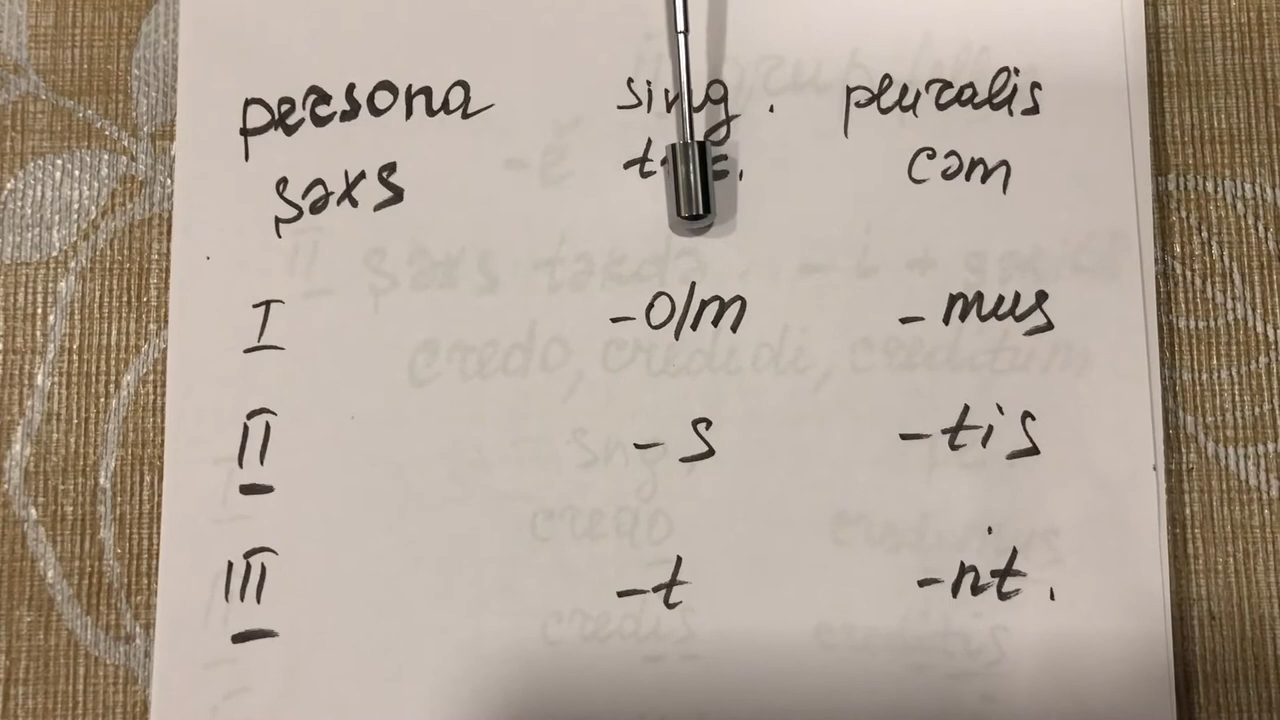 persona sing. pluralis
şəxs cəm
I -o/m -mus
II -s -tis
III -t -nt.